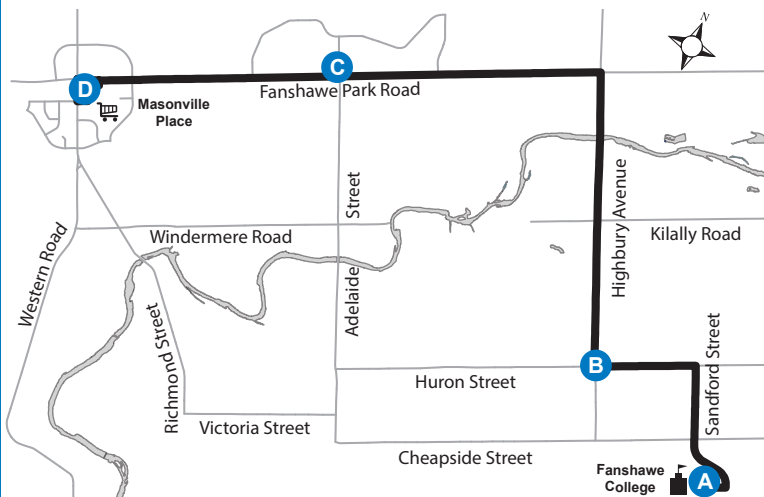 N
C
D
Fanshawe Park Road
Masonville
Place
Street
Windermere Road
Kilally Road
Highbury Avenue
Western Road
Adelaide
Richmond Street
Sandford Street
B
Huron Street
Victoria Street
Cheapside Street
Fanshawe
College
A